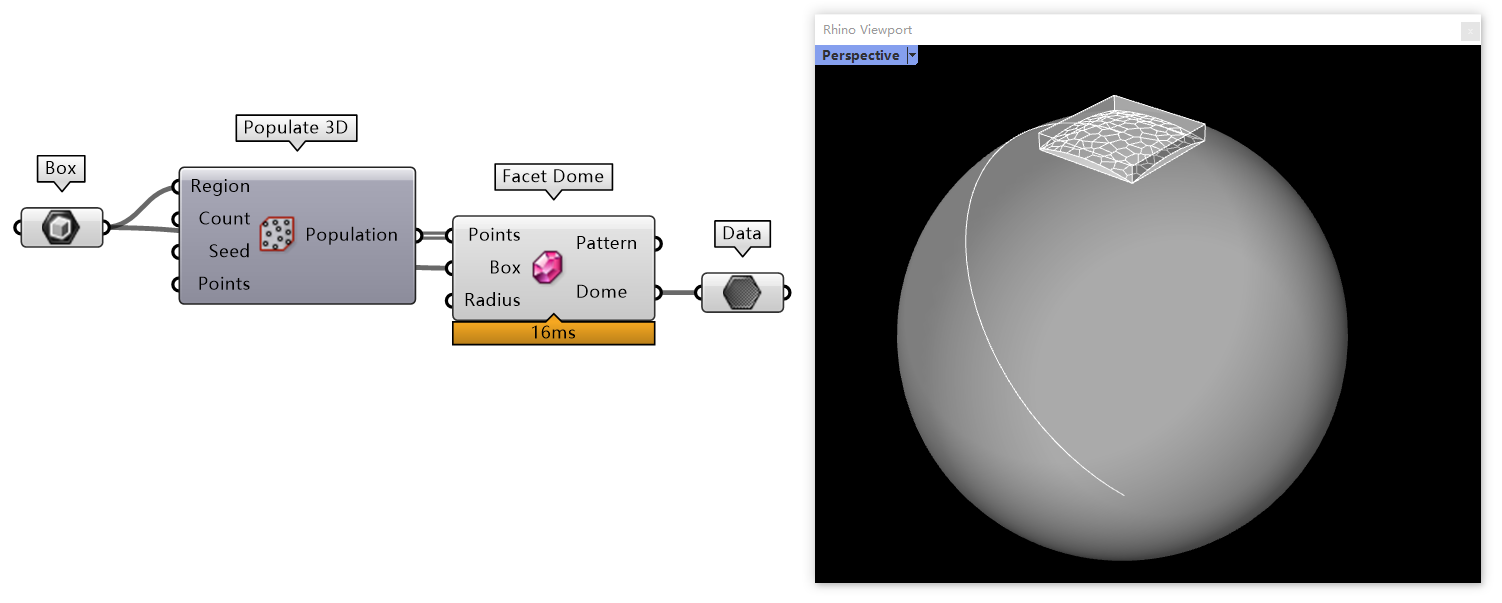 Box
Populate 3D
Region
Count
Seed
Points
Population
Facet Dome
Points
Box
Radius
Pattern
Dome
16ms
Data
Rhino Viewport
Perspective